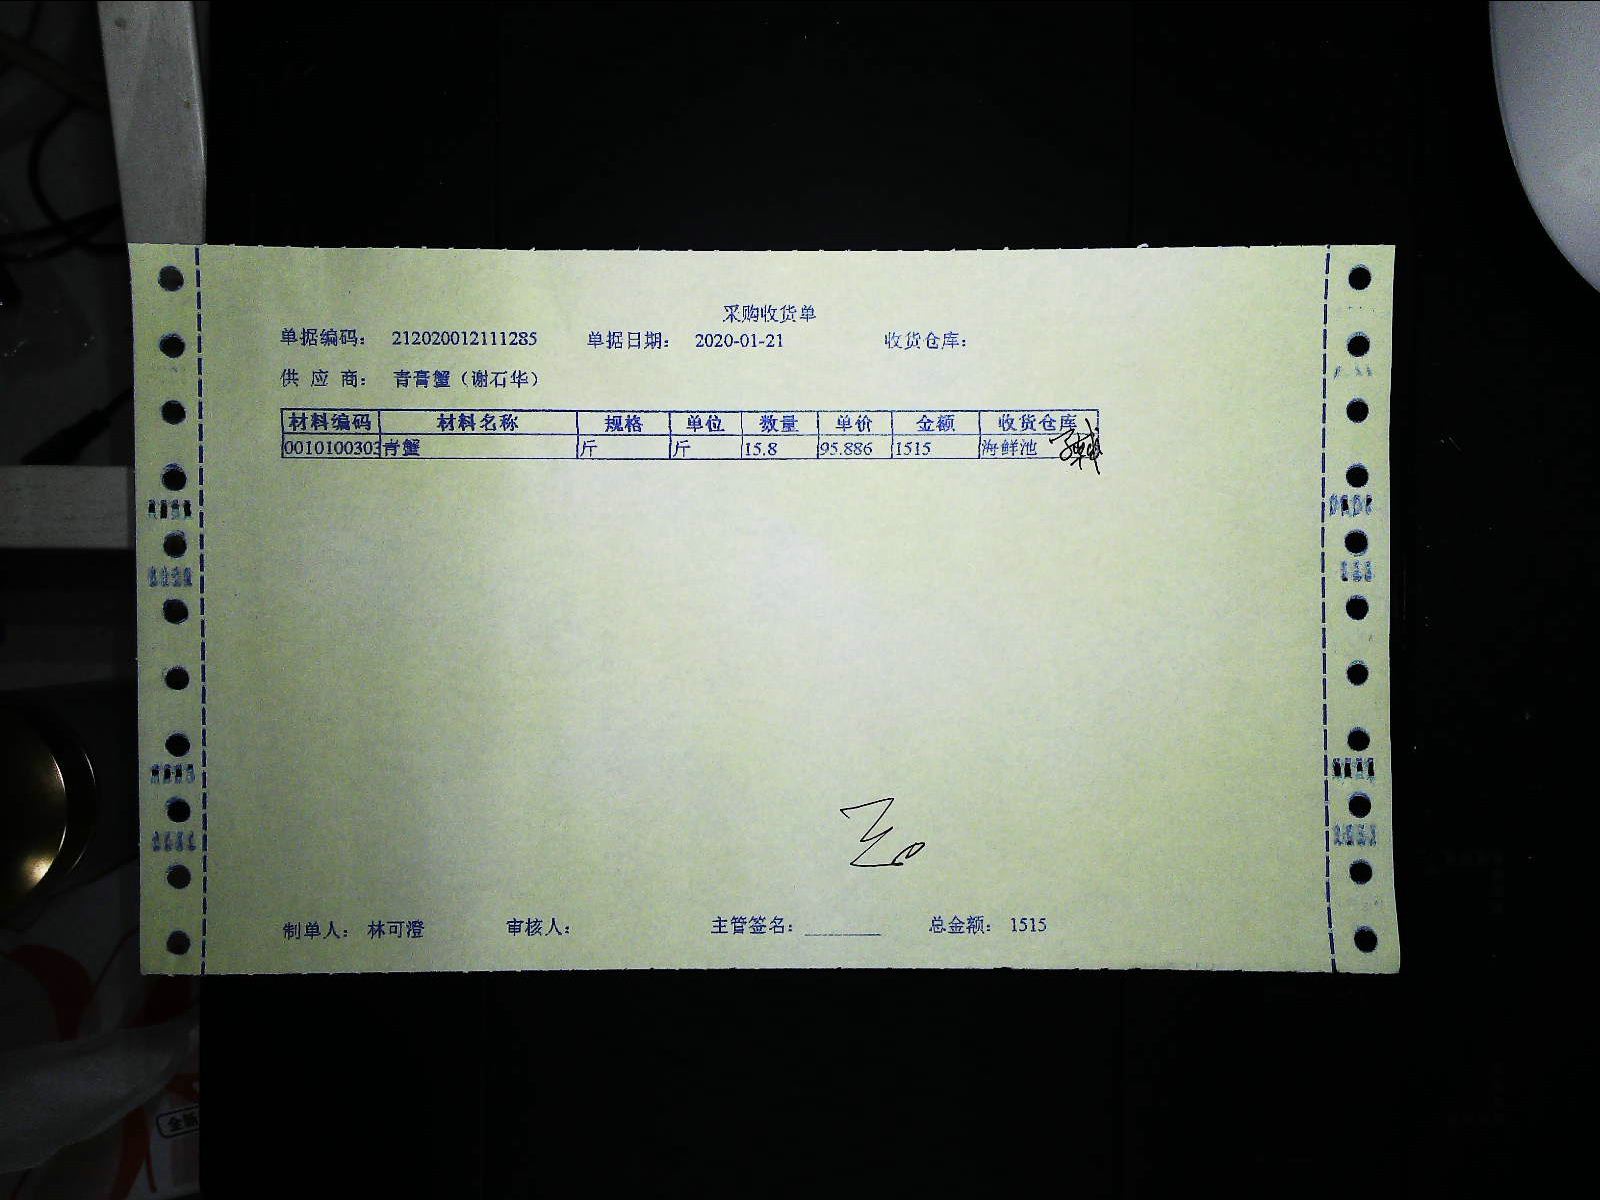 采购收货单
单据编码： 212020012111285 单据日期： 2020-01-21 收货仓库：
供 应 商： 青膏蟹（谢石华）
材料编码 材料名称 规格 单位 数量 单价 金额 收货仓库
0010100303 青蟹 斤 斤 15.8 95.886 1515 海鲜池
制单人： 林可澄 审核人： 主管签名： ________ 总金额： 1515